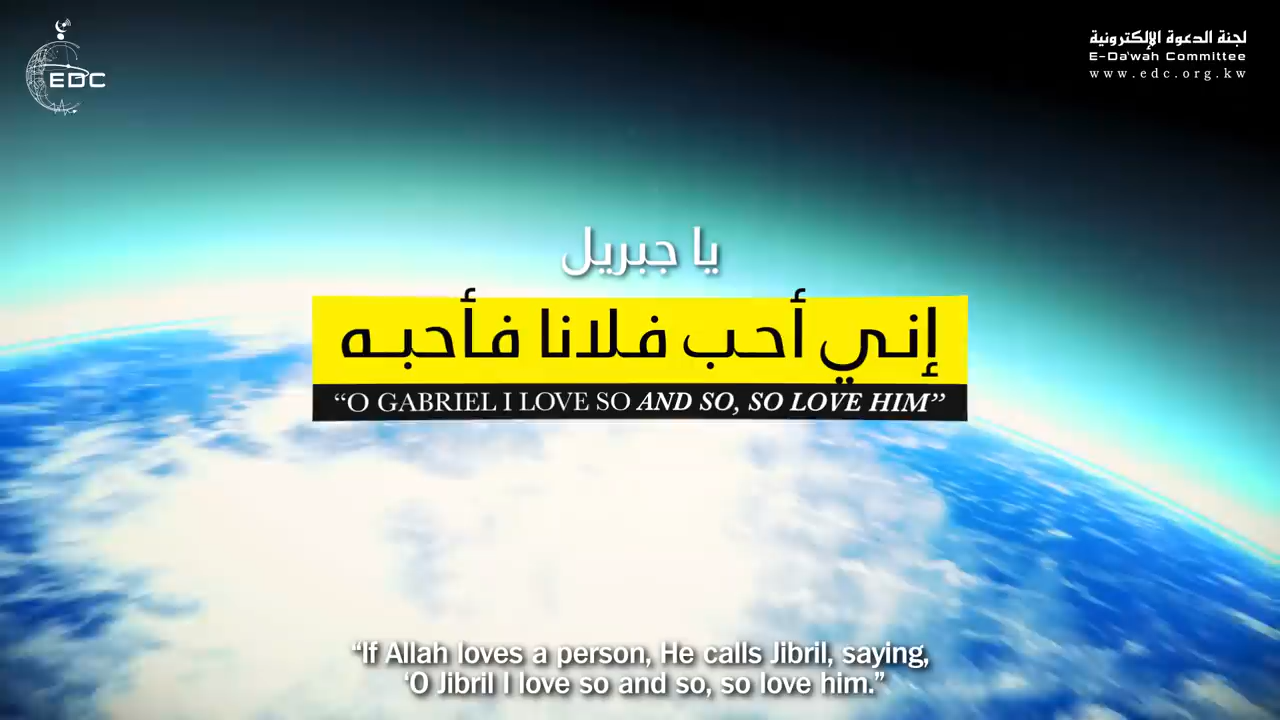 EDC
لجنة الدعوة الإلكترونية
E-Da'wah Committee
www.edc.org.kw
يا جبريل
إني أحب فلانا فأحبه
“O GABRIEL I LOVE SO AND SO, SO LOVE HIM”
“If Allah loves a person, He calls Jibril, saying,
‘O Jibril I love so and so, so love him.”